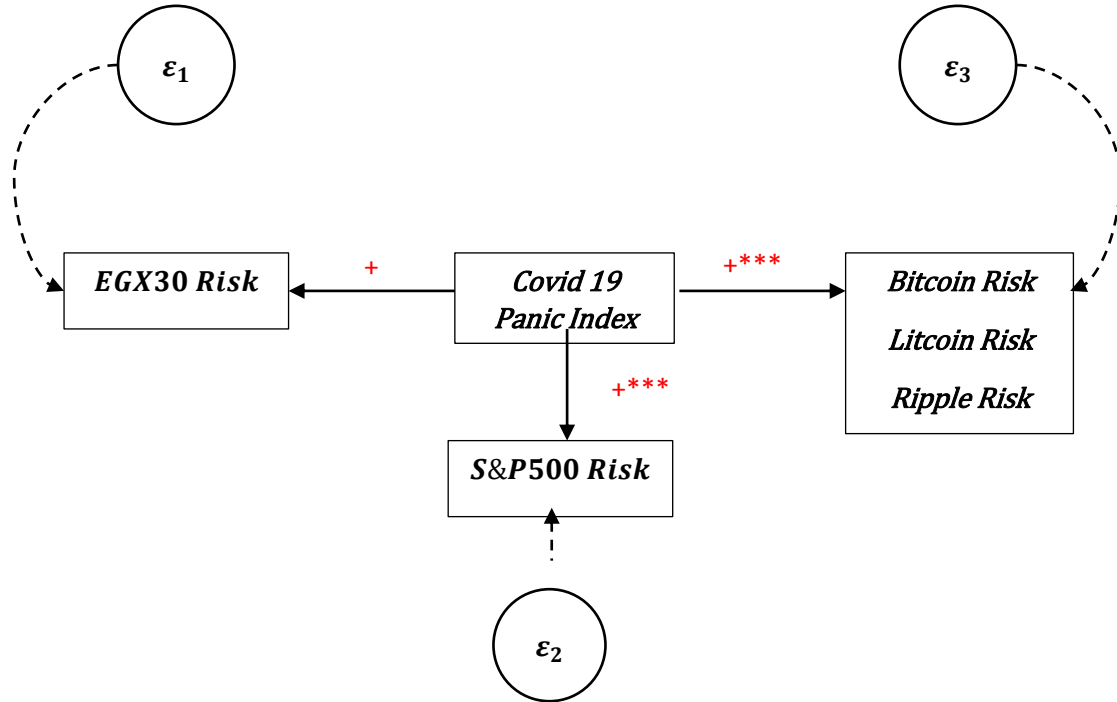 ε₁
ε₃
EGX30 Risk
+
Covid 19
Panic Index
+***
Bitcoin Risk
Litcoin Risk
Ripple Risk
+***
S&P500 Risk
ε₂